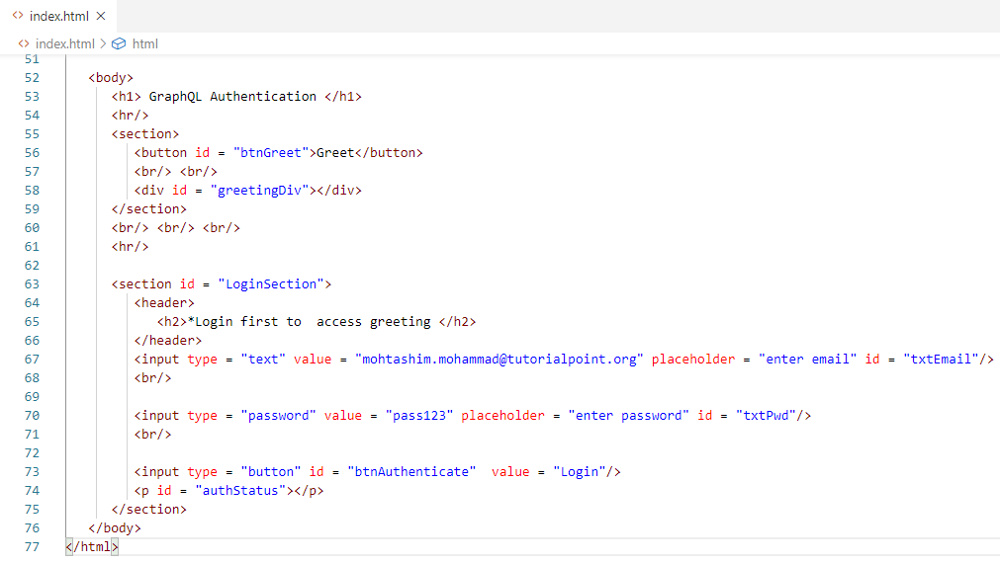 index.html
index.html > html
51
52 <body>
53 <h1> GraphQL Authentication </h1>
54 <hr/>
55 <section>
56 <button id = "btnGreet">Greet</button>
57 <br/> <br/>
58 <div id = "greetingDiv"></div>
59 </section>
60 <br/> <br/> <br/>
61 <hr/>
62
63 <section id = "LoginSection">
64 <header>
65 <h2>*Login first to  access greeting </h2>
66 </header>
67 <input type = "text" value = "mohtashim.mohammad@tutorialpoint.org" placeholder = "enter email" id = "txtEmail"/>
68 <br/>
69
70 <input type = "password" value = "pass123" placeholder = "enter password" id = "txtPwd"/>
71 <br/>
72
73 <input type = "button" id = "btnAuthenticate"  value = "Login"/>
74 <p id = "authStatus"></p>
75 </section>
76 </body>
77 </html>